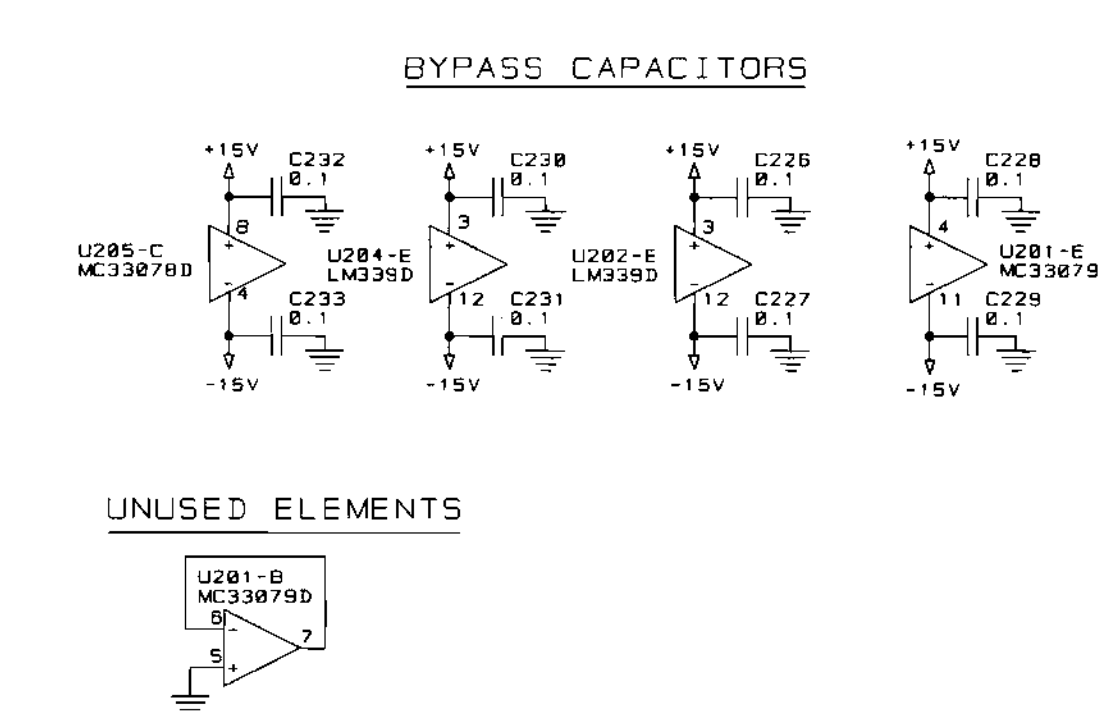 BYPASS CAPACITORS
+15V
C232
0.1
8
U205-C
MC33078D
+
-
4
C233
0.1
-15V
+15V
C230
0.1
3
U204-E
LM339D
+
-
12
C231
0.1
-15V
+15V
C226
0.1
3
U202-E
LM339D
+
-
12
C227
0.1
-15V
+15V
C228
0.1
4
U201-E
MC33079
+
-
11
C229
0.1
-15V
UNUSED ELEMENTS
U201-B
MC33079D
6
-
7
5
+